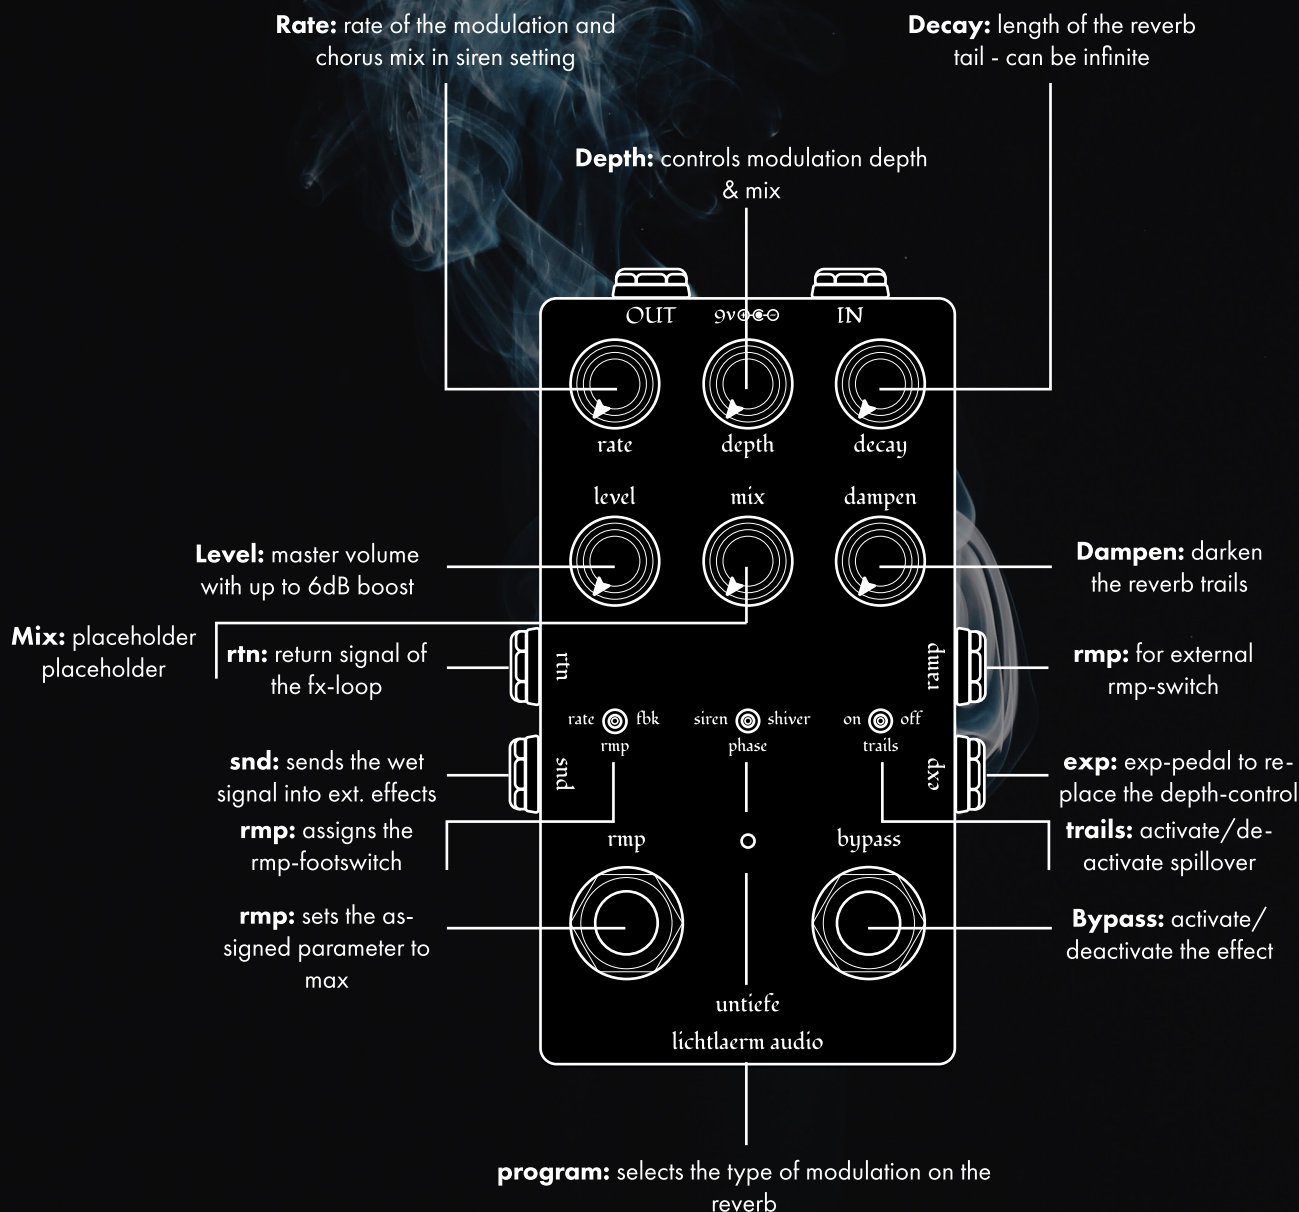 Rate: rate of the modulation and
chorus mix in siren setting
Decay: length of the reverb
tail - can be infinite
Depth: controls modulation depth
& mix
OUT
9v
IN
rate
depth
decay
level
mix
dampen
Level: master volume
with up to 6dB boost
Dampen: darken
the reverb trails
Mix: placeholder
placeholder
rtn: return signal of
the fx-loop
rtn
ramp
rmp: for external
rmp-switch
rate
fbk
rmp
siren
shiver
phase
on
off
trails
snd: sends the wet
signal into ext. effects
snd
exp
exp: exp-pedal to re-
place the depth-control
rmp: assigns the
rmp-footswitch
trails: activate/de-
activate spillover
rmp
bypass
rmp: sets the as-
signed parameter to
max
Bypass: activate/
deactivate the effect
untiefe
lichtlaerm audio
program: selects the type of modulation on the
reverb